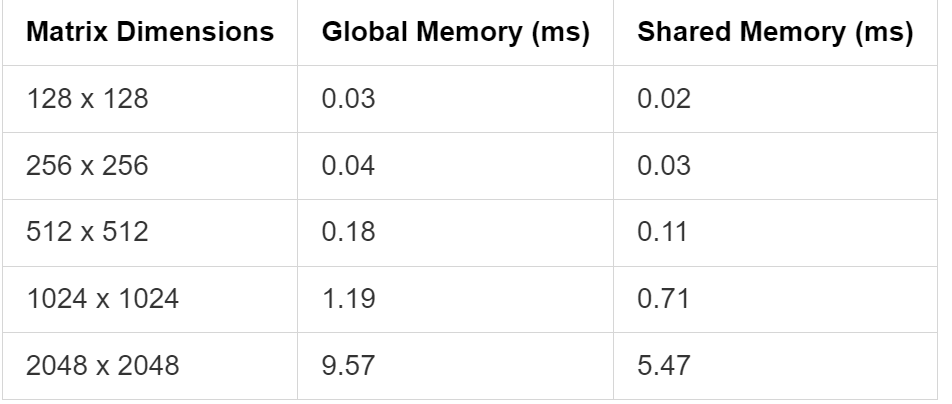 Matrix Dimensions Global Memory (ms) Shared Memory (ms)
128 x 128 0.03 0.02
256 x 256 0.04 0.03
512 x 512 0.18 0.11
1024 x 1024 1.19 0.71
2048 x 2048 9.57 5.47